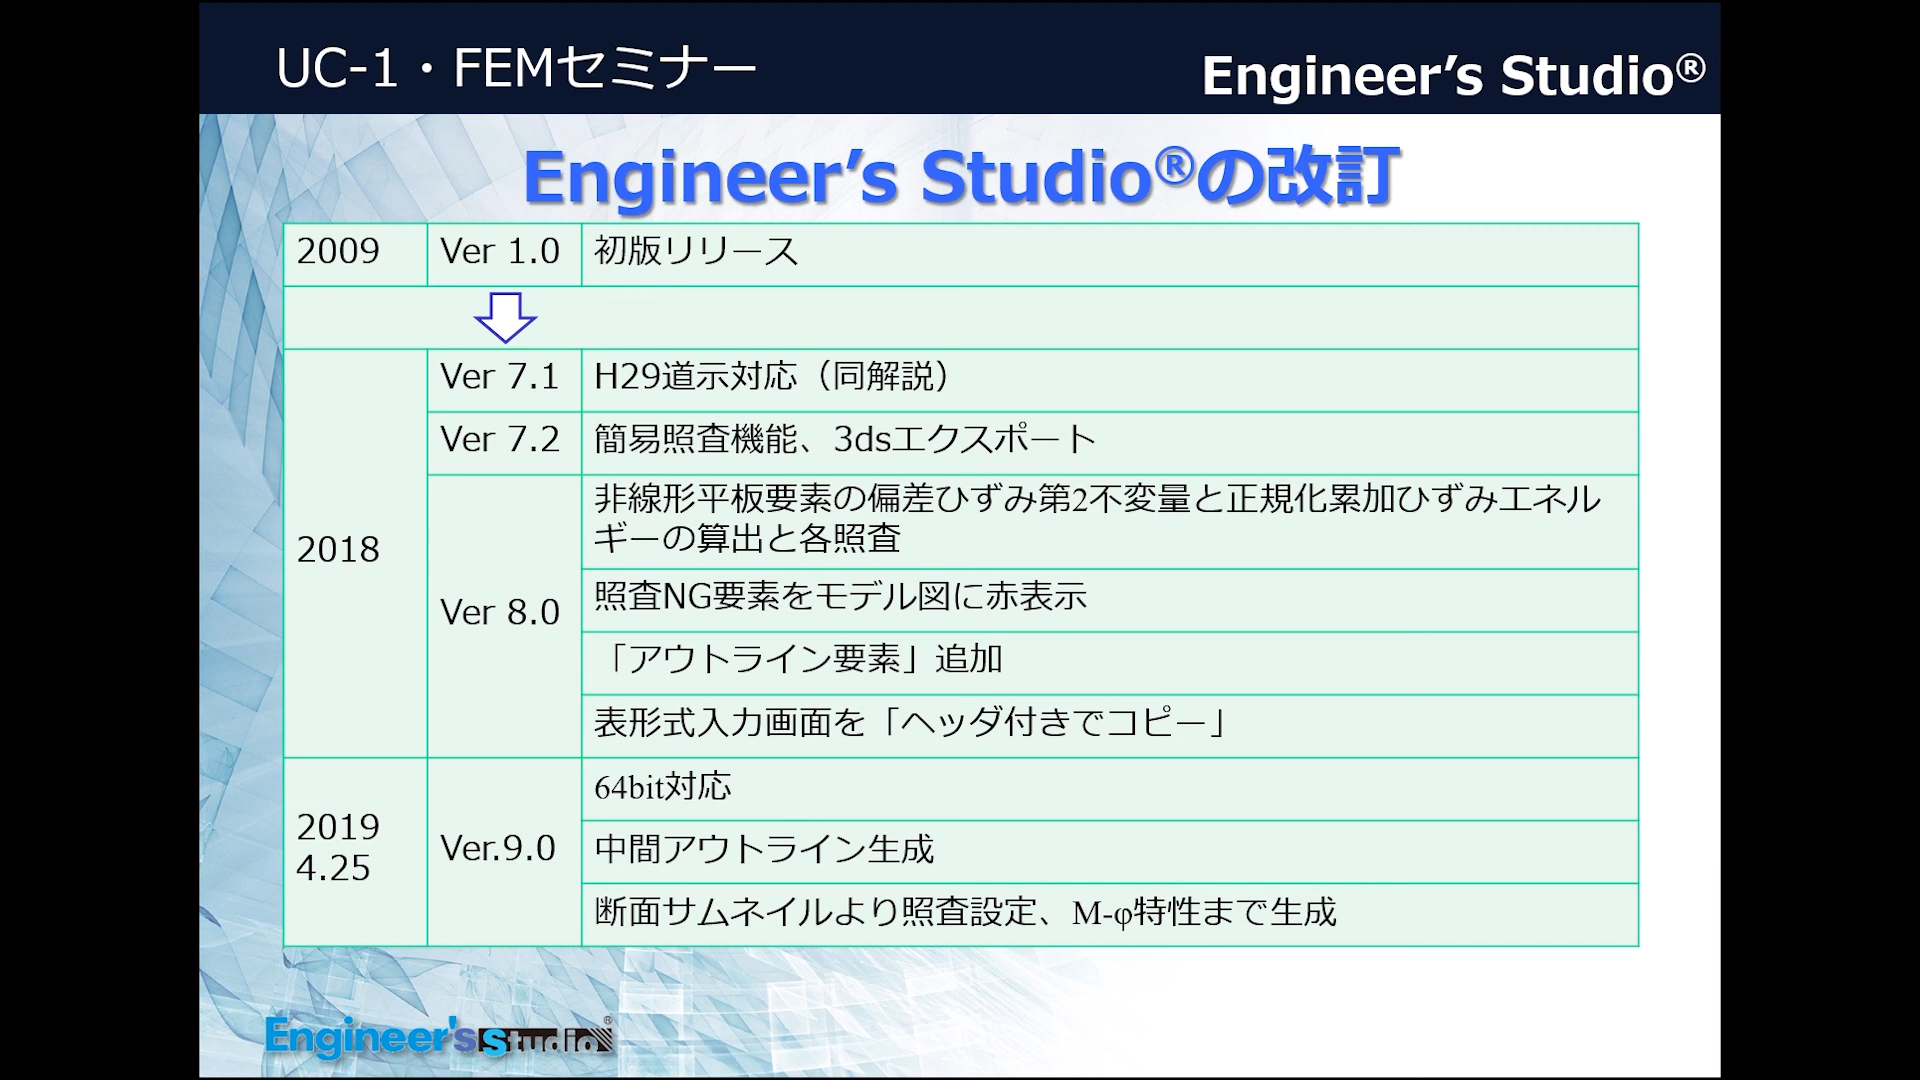 UC-1・FEMセミナー
Engineer’s Studio®
Engineer’s Studio®の改訂
2009
Ver 1.0
初版リリース
2018
Ver 7.1
H29道示対応（同解説）
Ver 7.2
簡易照査機能、3dsエクスポート
Ver 8.0
非線形平板要素の偏差ひずみ第2不変量と正規化累加ひずみエネル
ギーの算出と各照査
照査NG要素をモデル図に赤表示
「アウトライン要素」追加
表形式入力画面を「ヘッダ付きでコピー」
2019
4.25
Ver.9.0
64bit対応
中間アウトライン生成
断面サムネイルより照査設定、M-φ特性まで生成
Engineer's Studio®